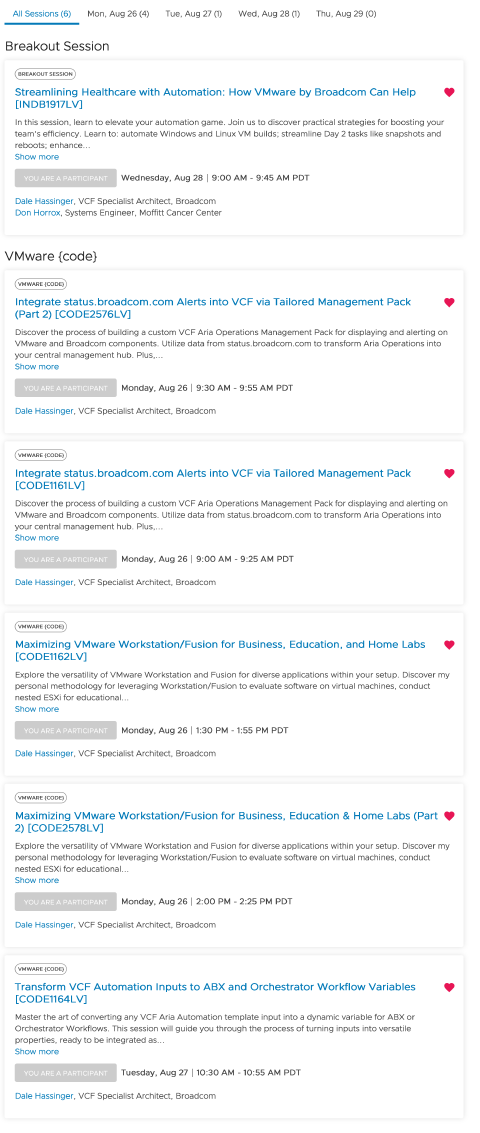 All Sessions (6) Mon, Aug 26 (4) Tue, Aug 27 (1) Wed, Aug 28 (1) Thu, Aug 29 (0)
Breakout Session
BREAKOUT SESSION
Streamlining Healthcare with Automation: How VMware by Broadcom Can Help
[INDB1917LV]
In this session, learn to elevate your automation game. Join us to discover practical strategies for boosting your
team's efficiency. Learn to: automate Windows and Linux VM builds; streamline Day 2 tasks like snapshots and
reboots; enhance...
Show more
YOU ARE A PARTICIPANT Wednesday, Aug 28 | 9:00 AM - 9:45 AM PDT
Dale Hassinger, VCF Specialist Architect, Broadcom
Don Horrox, Systems Engineer, Moffitt Cancer Center
VMware {code}
VMWARE {CODE}
Integrate status.broadcom.com Alerts into VCF via Tailored Management Pack
(Part 2) [CODE2576LV]
Discover the process of building a custom VCF Aria Operations Management Pack for displaying and alerting on
VMware and Broadcom components. Utilize data from status.broadcom.com to transform Aria Operations into
your central management hub. Plus,...
Show more
YOU ARE A PARTICIPANT Monday, Aug 26 | 9:30 AM - 9:55 AM PDT
Dale Hassinger, VCF Specialist Architect, Broadcom
VMWARE {CODE}
Integrate status.broadcom.com Alerts into VCF via Tailored Management Pack
[CODE1161LV]
Discover the process of building a custom VCF Aria Operations Management Pack for displaying and alerting on
VMware and Broadcom components. Utilize data from status.broadcom.com to transform Aria Operations into
your central management hub. Plus,...
Show more
YOU ARE A PARTICIPANT Monday, Aug 26 | 9:00 AM - 9:25 AM PDT
Dale Hassinger, VCF Specialist Architect, Broadcom
VMWARE {CODE}
Maximizing VMware Workstation/Fusion for Business, Education, and Home Labs
[CODE1162LV]
Explore the versatility of VMware Workstation and Fusion for diverse applications within your setup. Discover my
personal methodology for leveraging Workstation/Fusion to evaluate software on virtual machines, conduct
nested ESXi for educational...
Show more
YOU ARE A PARTICIPANT Monday, Aug 26 | 1:30 PM - 1:55 PM PDT
Dale Hassinger, VCF Specialist Architect, Broadcom
VMWARE {CODE}
Maximizing VMware Workstation/Fusion for Business, Education & Home Labs (Part
2) [CODE2578LV]
Explore the versatility of VMware Workstation and Fusion for diverse applications within your setup. Discover my
personal methodology for leveraging Workstation/Fusion to evaluate software on virtual machines, conduct
nested ESXi for educational...
Show more
YOU ARE A PARTICIPANT Monday, Aug 26 | 2:00 PM - 2:25 PM PDT
Dale Hassinger, VCF Specialist Architect, Broadcom
VMWARE {CODE}
Transform VCF Automation Inputs to ABX and Orchestrator Workflow Variables
[CODE1164LV]
Master the art of converting any VCF Aria Automation template input into a dynamic variable for ABX or
Orchestrator Workflows. This session will guide you through the process of turning inputs into versatile
properties, ready to be integrated as...
Show more
YOU ARE A PARTICIPANT Tuesday, Aug 27 | 10:30 AM - 10:55 AM PDT
Dale Hassinger, VCF Specialist Architect, Broadcom